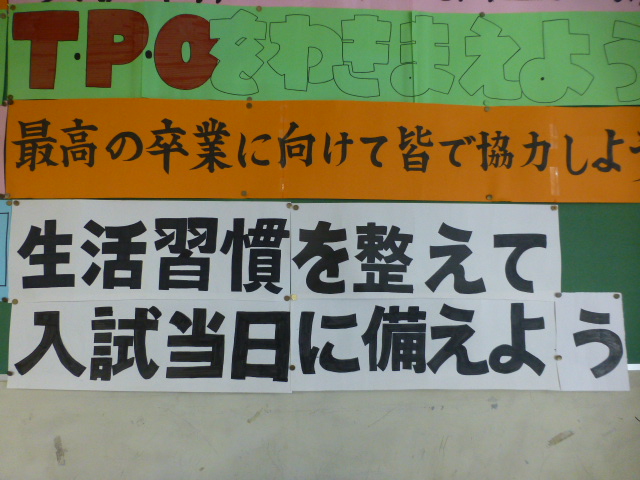 T・P・Oをわきまえよう
最高の卒業に向けて皆で協力しよう
生活習慣を整えて
入試当日に備えよう